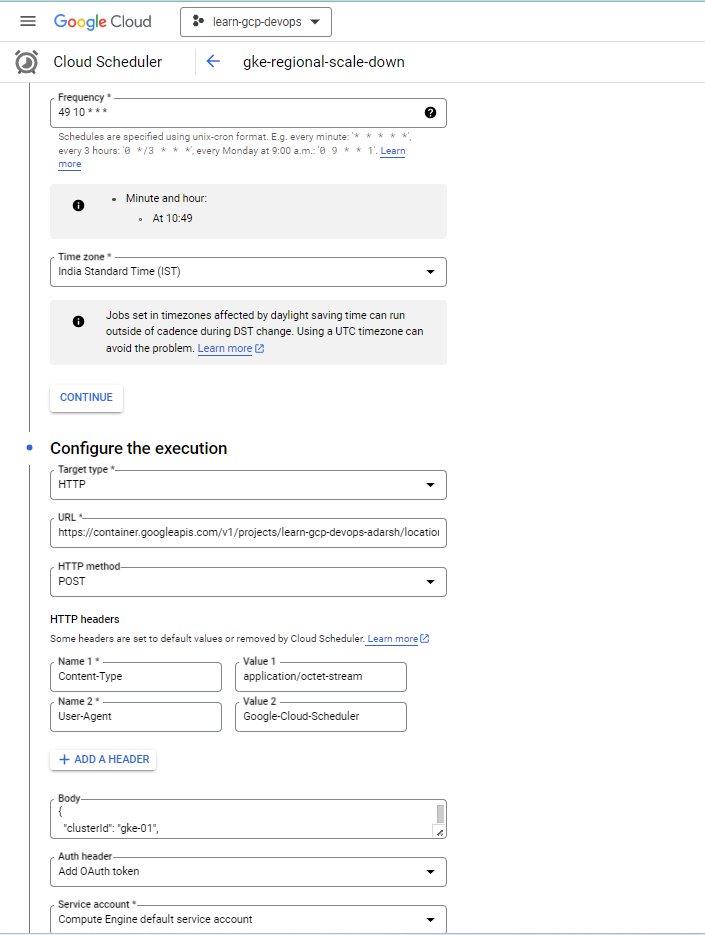 Google Cloud
learn-gcp-devops
Cloud Scheduler
gke-regional-scale-down
Frequency *
49 10 * * *
Schedules are specified using unix-cron format. E.g. every minute: '* * * * *',
every 3 hours: '0 */3 * * *', every Monday at 9:00 a.m.: '0 9 * * 1'. Learn
more
Minute and hour:
At 10:49
Time zone *
India Standard Time (IST)
Jobs set in timezones affected by daylight saving time can run
outside of cadence during DST change. Using a UTC timezone can
avoid the problem. Learn more
CONTINUE
Configure the execution
Target type *
HTTP
URL *
https://container.googleapis.com/v1/projects/learn-gcp-devops-adarsh/location
HTTP method
POST
HTTP headers
Some headers are set to default values or removed by Cloud Scheduler. Learn more
Name 1 *
Value 1
Content-Type
application/octet-stream
Name 2 *
Value 2
User-Agent
Google-Cloud-Scheduler
ADD A HEADER
Body
{
"clusterId": "gke-01",
Auth header
Add OAuth token
Service account *
Compute Engine default service account